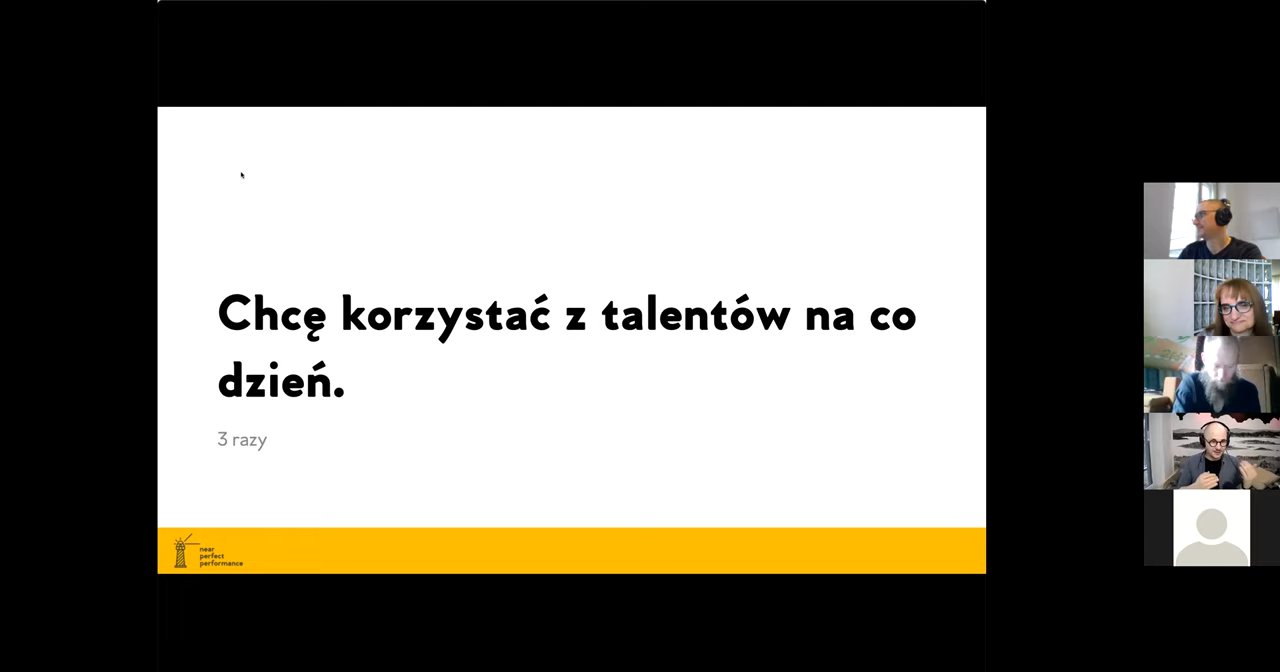 Chcę korzystać z talentów na co
dzień.
3 razy
near
perfect
performance